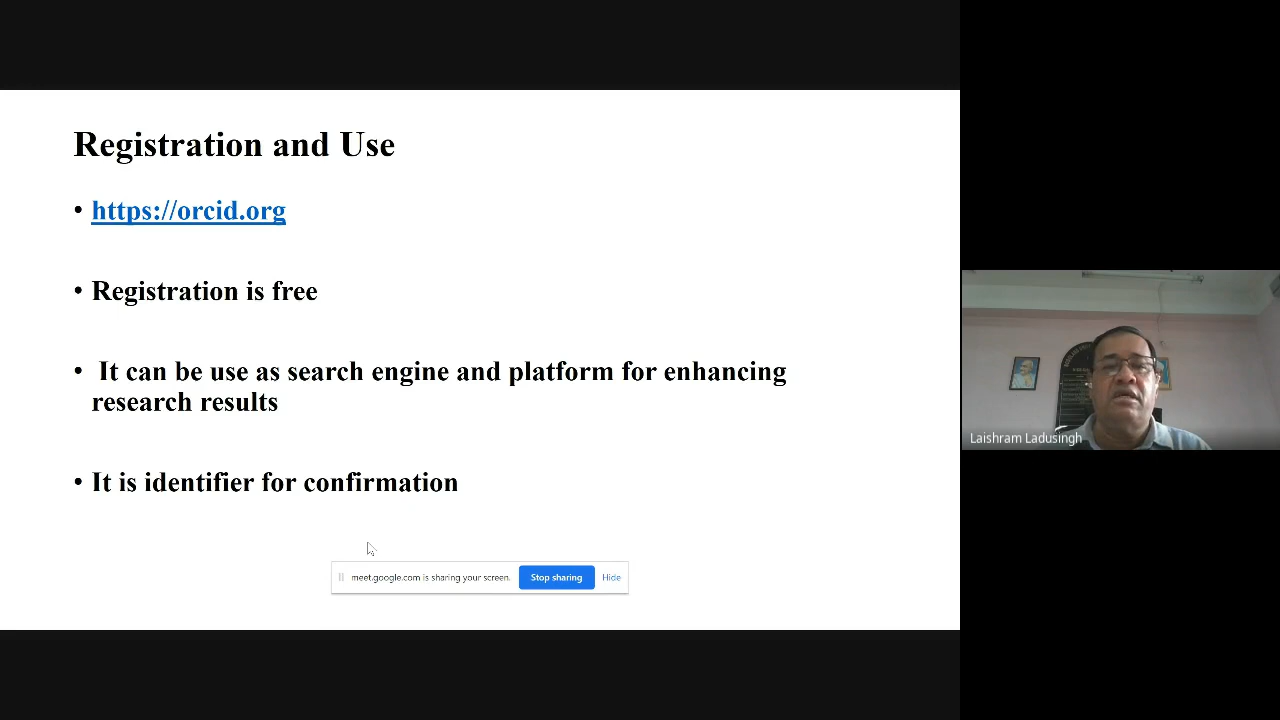 Registration and Use
• https://orcid.org
• Registration is free
• It can be use as search engine and platform for enhancing
research results
• It is identifier for confirmation
meet.google.com is sharing your screen.
Stop sharing
Hide
Laishram Ladusingh